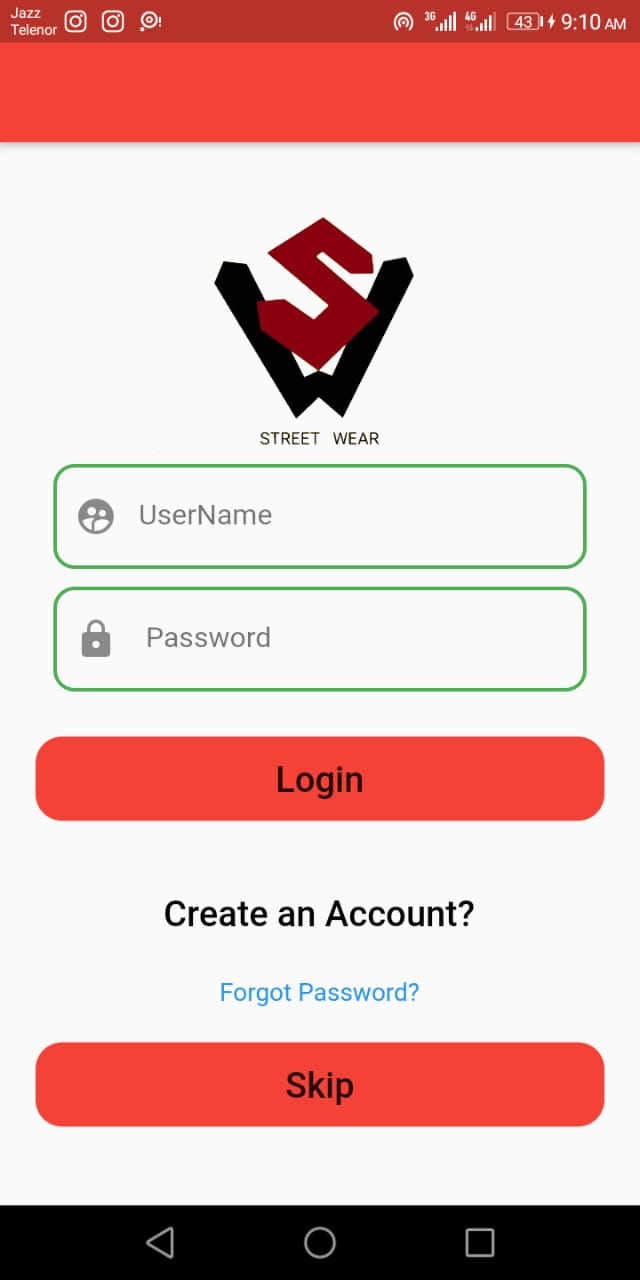 Jazz
Telenor
3G 4G 43 9:10 AM
STREET WEAR
UserName
Password
Login
Create an Account?
Forgot Password?
Skip